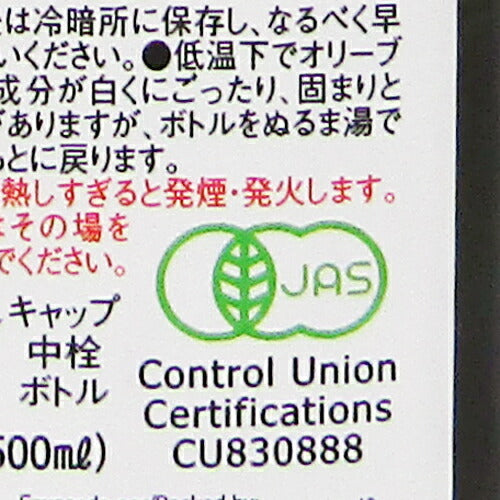 は冷暗所に保存し、なるべく早
いください。●低温下でオリーブ
成分が白くにごったり、固まりと
がありますが、ボトルをぬるま湯で
もとに戻ります。
熱しすぎると発煙・発火します。
はその場を
でください。
JAS
キャップ
中栓
ボトル
500mℓ)
Control Union
Certifications
CU830888